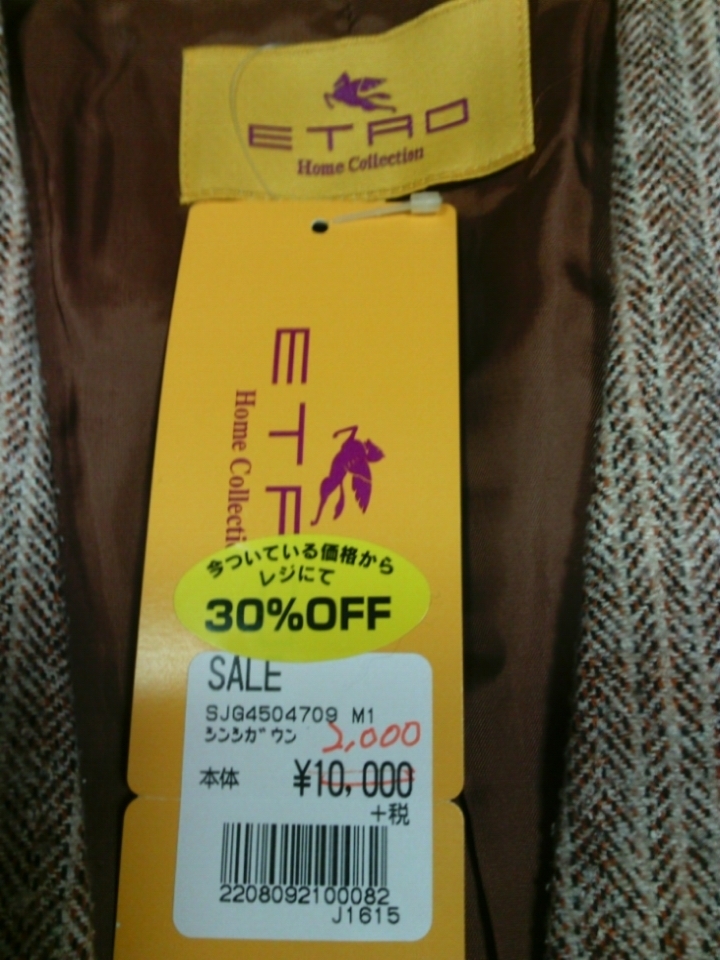 ETRO
Home Collection
ETR
Home Collecti
今ついている価格から
レジにて
30%OFF
SALE
SJG4504709 M1
シンシガウン
2,000
本体 ¥10,000
+税
2208092100082
J1615